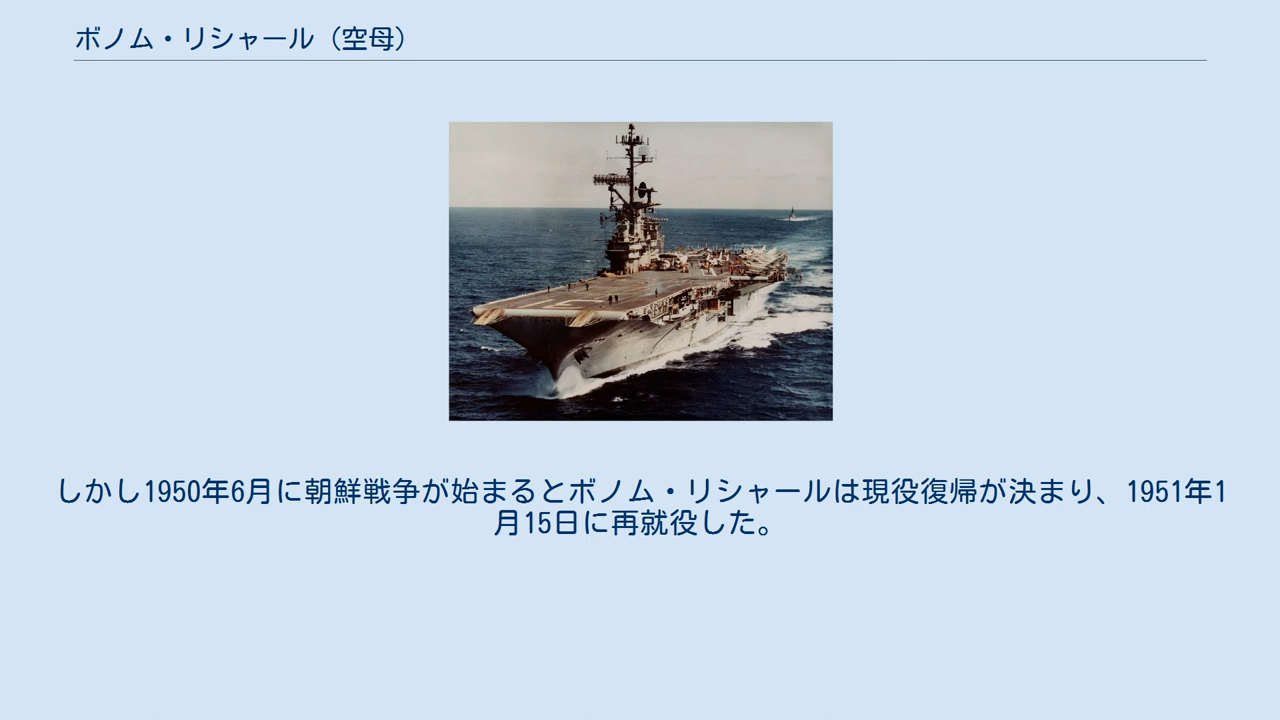 ボノム・リシャール（空母）
しかし1950年6月に朝鮮戦争が始まるとボノム・リシャールは現役復帰が決まり、1951年1
月15日に再就役した。